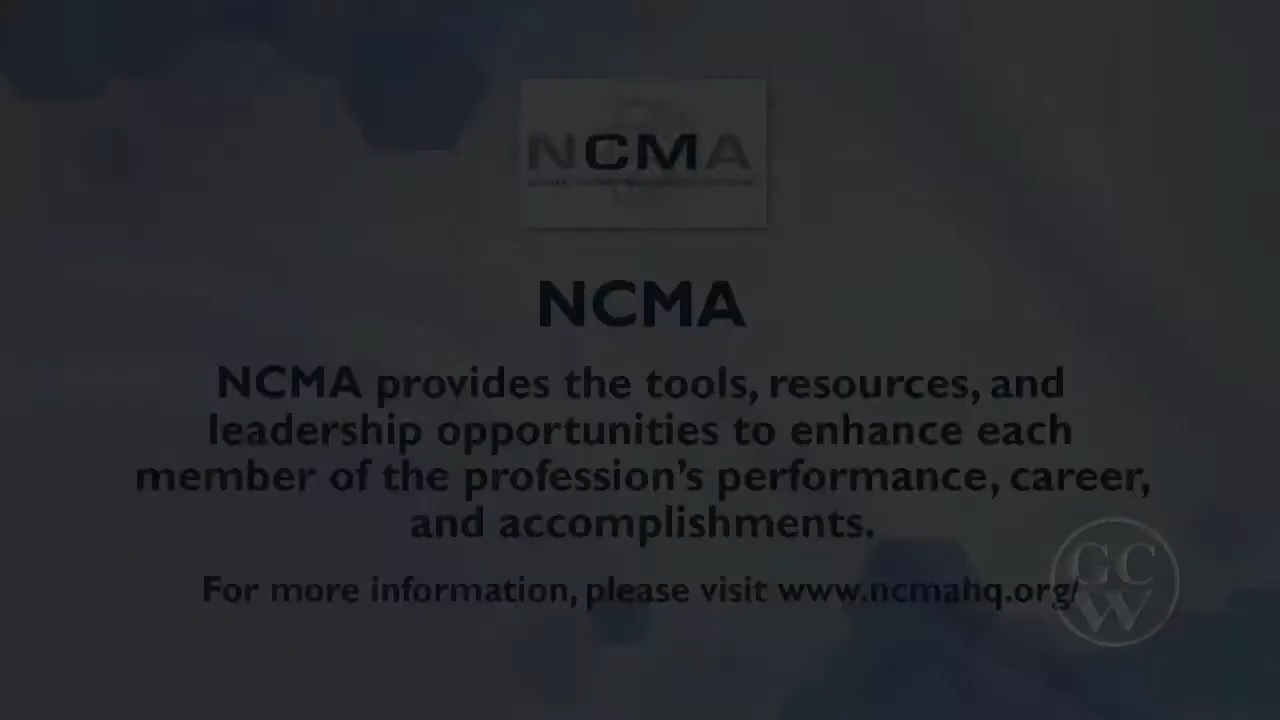 NCMA
NCMA
NCMA provides the tools, resources, and
leadership opportunities to enhance each
member of the profession's performance, career,
and accomplishments.
For more information, please visit www.ncmahq.org/
GC
W